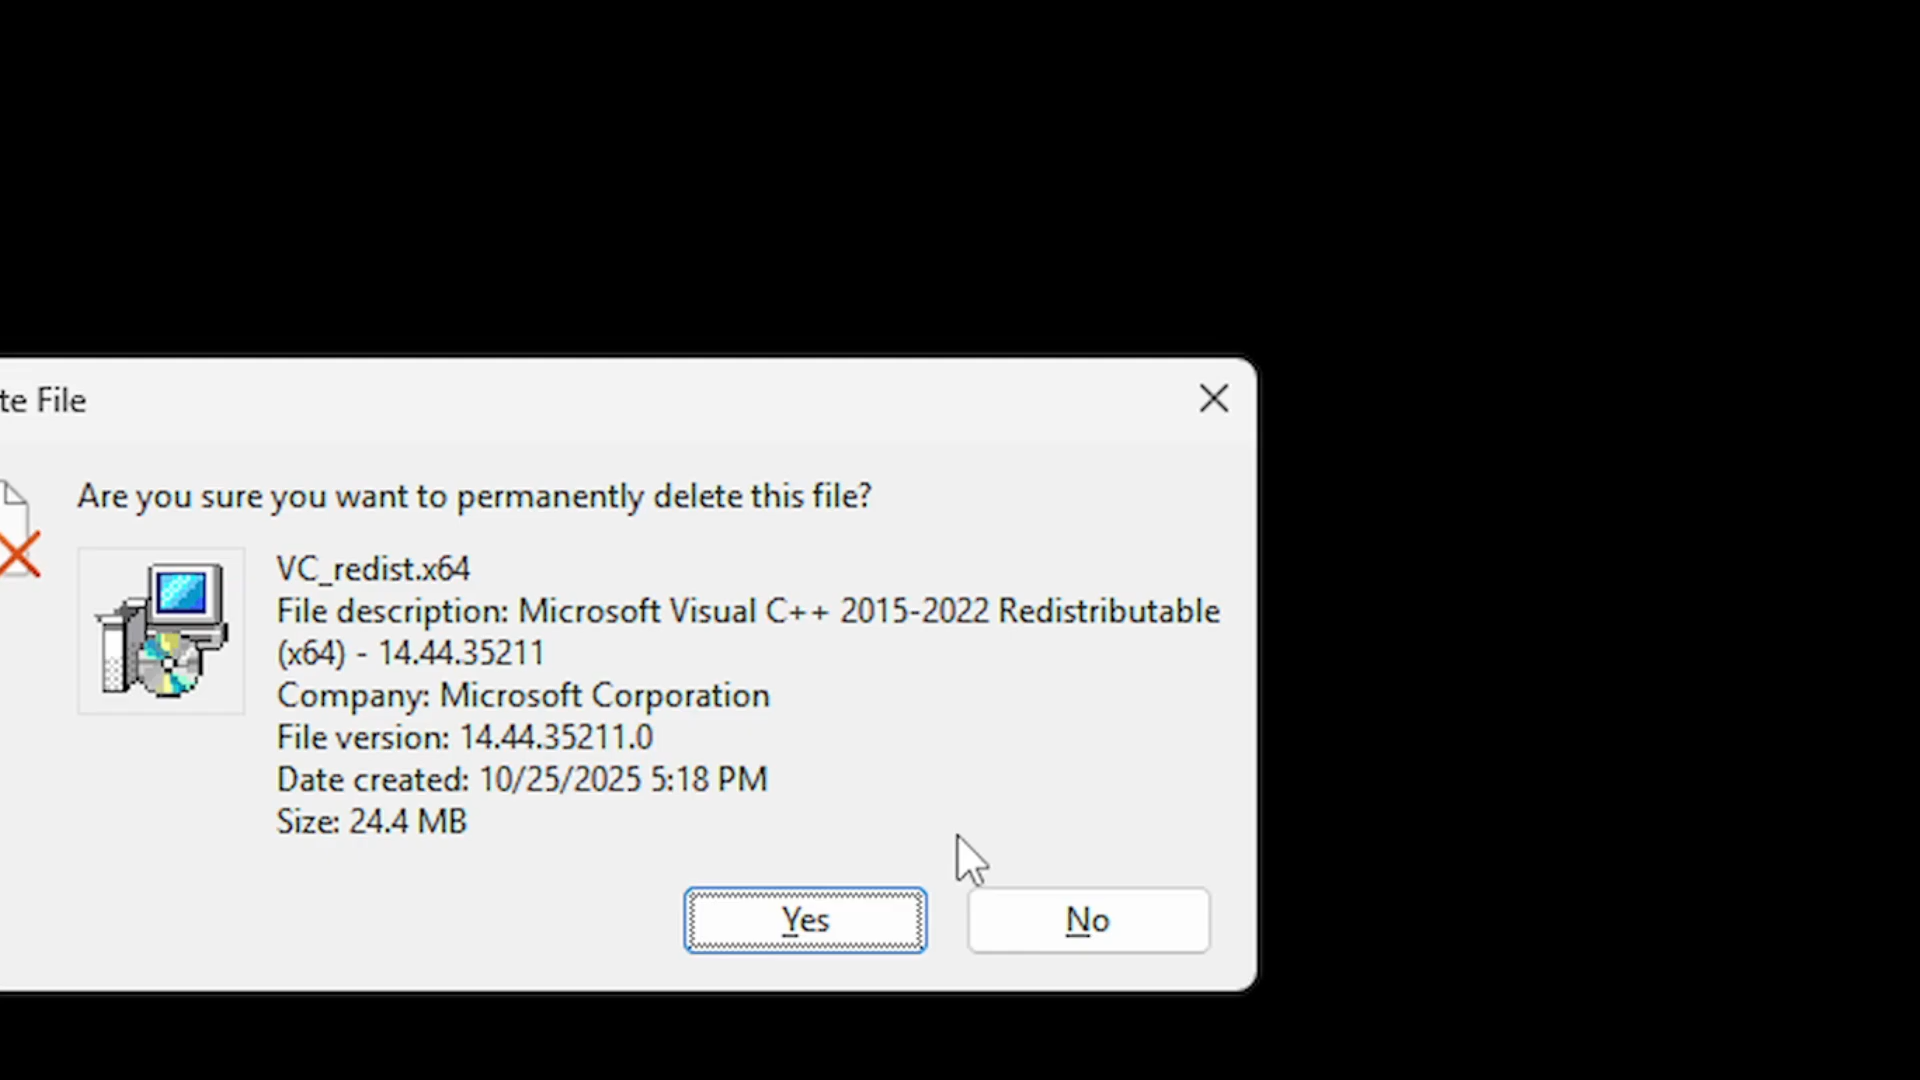 te File
Are you sure you want to permanently delete this file?
VC_redist.x64
File description: Microsoft Visual C++ 2015-2022 Redistributable
(x64) - 14.44.35211
Company: Microsoft Corporation
File version: 14.44.35211.0
Date created: 10/25/2025 5:18 PM
Size: 24.4 MB
Yes
No